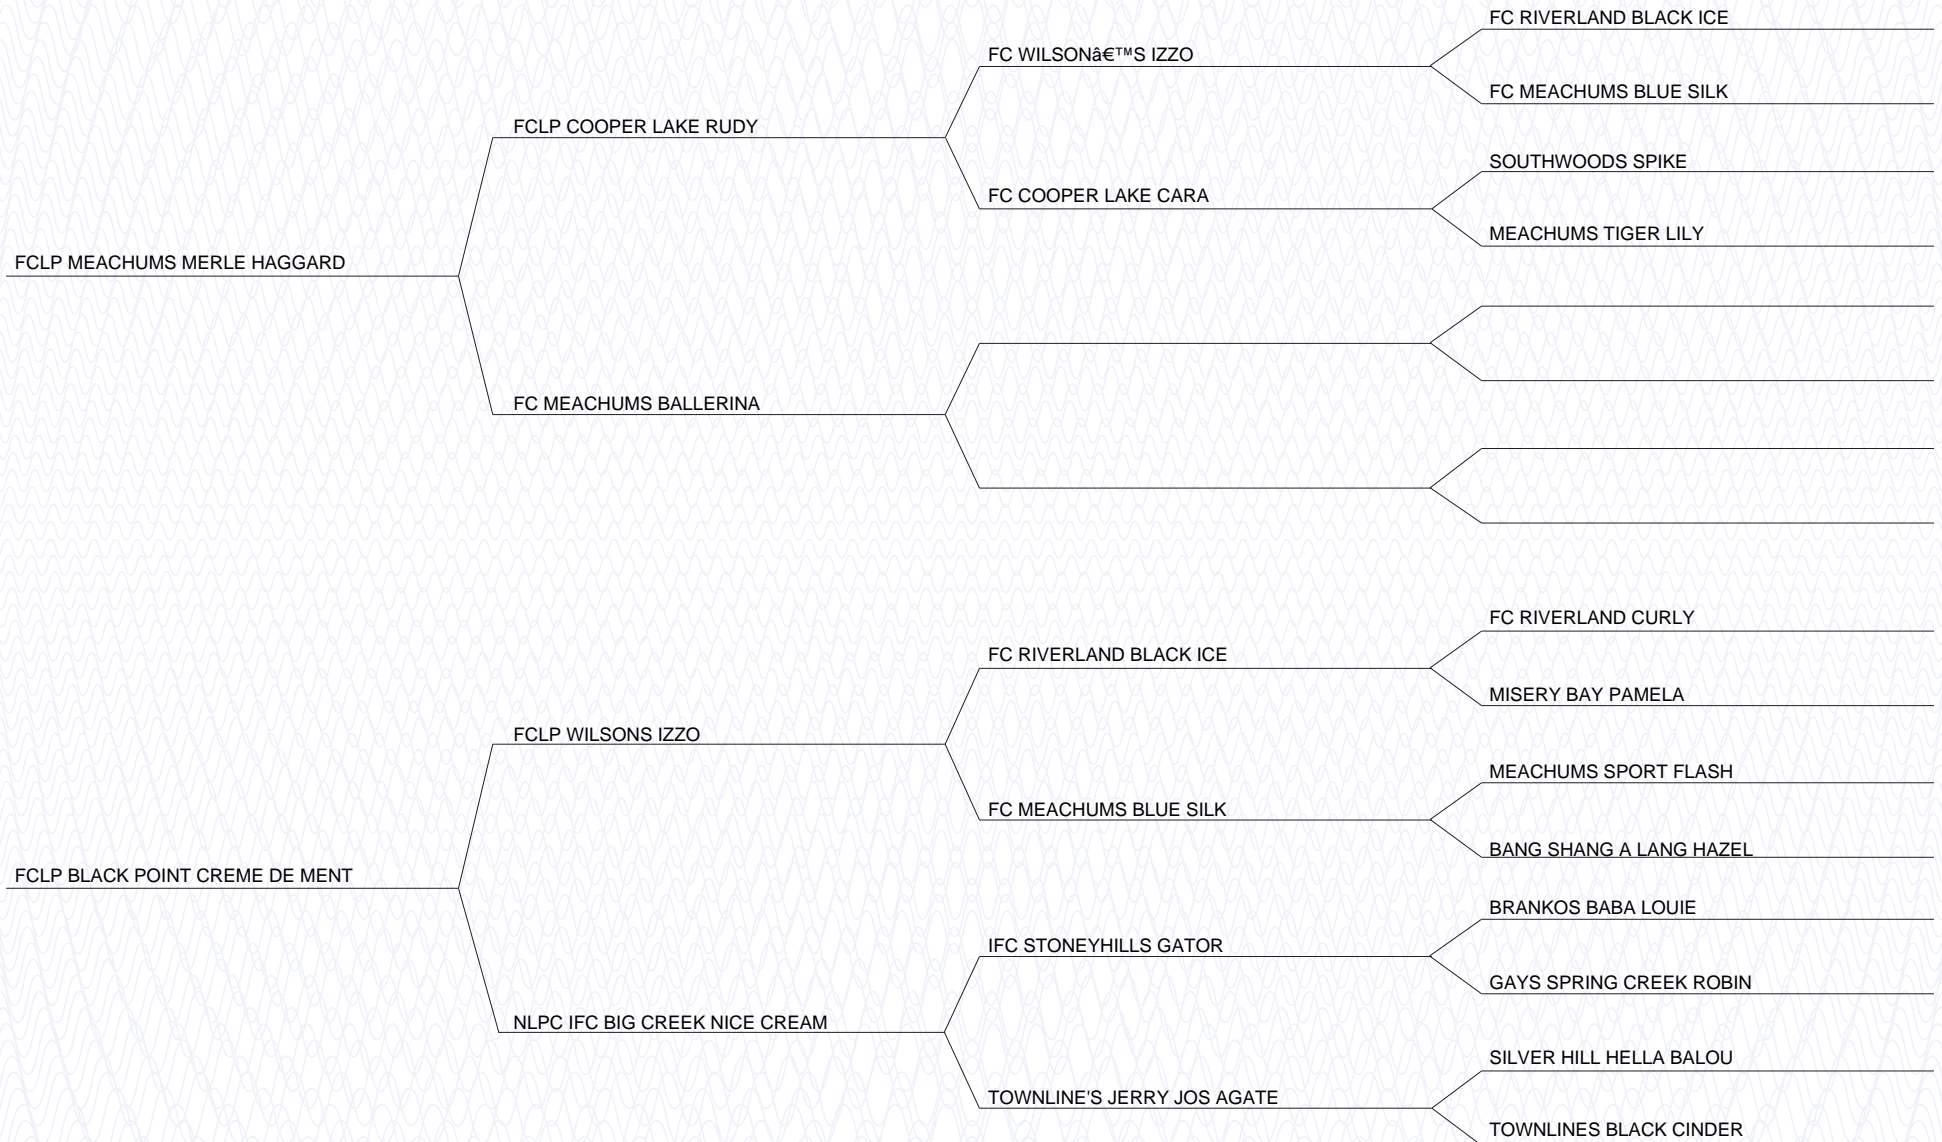 FC RIVERLAND BLACK ICE
FC WILSONâ€™S IZZO
FC MEACHUMS BLUE SILK
FCLP COOPER LAKE RUDY
SOUTHWOODS SPIKE
FC COOPER LAKE CARA
MEACHUMS TIGER LILY
FCLP MEACHUMS MERLE HAGGARD
FC MEACHUMS BALLERINA
FC RIVERLAND CURLY
FC RIVERLAND BLACK ICE
MISERY BAY PAMELA
FCLP WILSONS IZZO
MEACHUMS SPORT FLASH
FC MEACHUMS BLUE SILK
BANG SHANG A LANG HAZEL
FCLP BLACK POINT CREME DE MENT
BRANKOS BABA LOUIE
IFC STONEYHILLS GATOR
GAYS SPRING CREEK ROBIN
NLPC IFC BIG CREEK NICE CREAM
SILVER HILL HELLA BALOU
TOWNLINE'S JERRY JOS AGATE
TOWNLINES BLACK CINDER